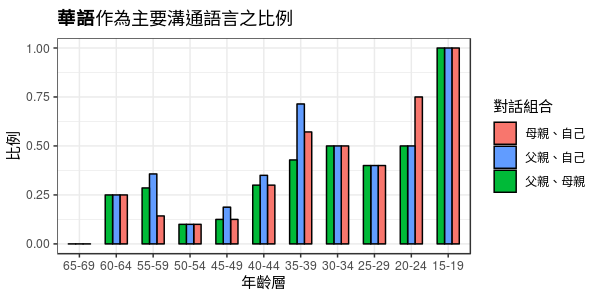 華語作為主要溝通語言之比例
1.00
0.75
0.50
0.25
0.00
比例
65-69 60-64 55-59 50-54 45-49 40-44 35-39 30-34 25-29 20-24 15-19
年齡層
對話組合
母親、自己
父親、自己
父親、母親